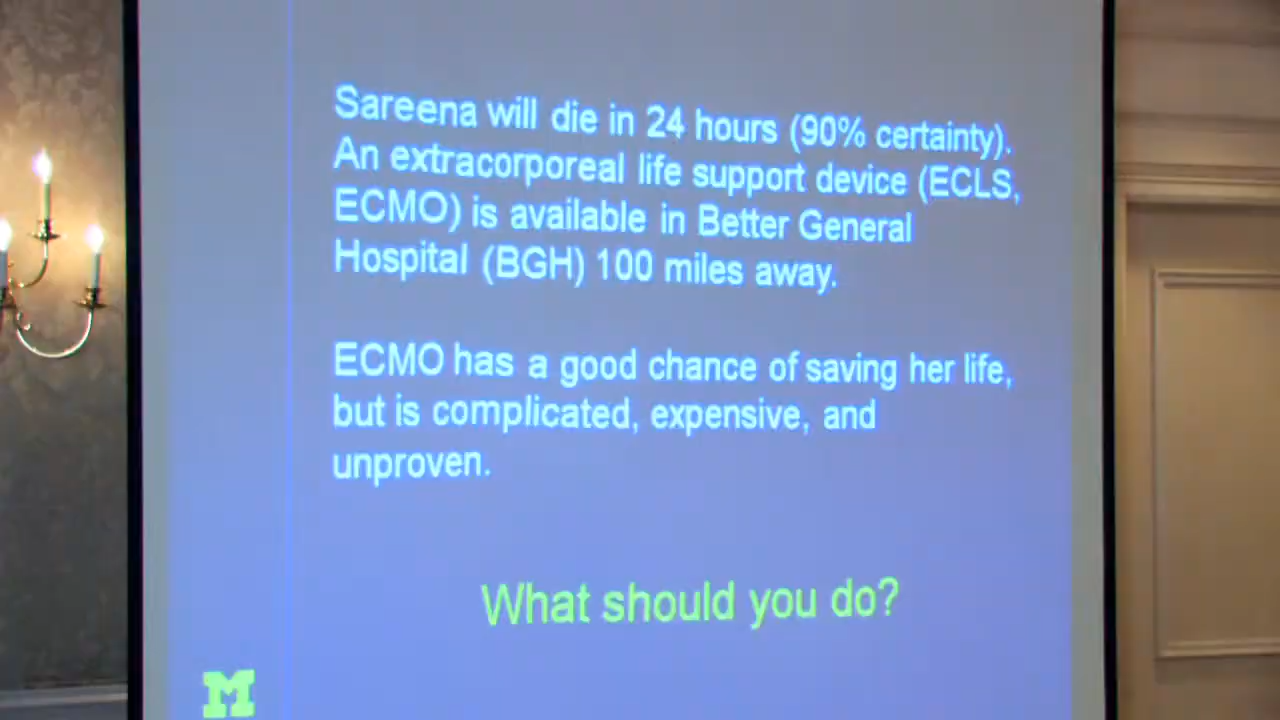 Sareena will die in 24 hours (90% certainty).
An extracorporeal life support device (ECLS,
ECMO) is available in Better General
Hospital (BGH) 100 miles away.
ECMO has a good chance of saving her life,
but is complicated, expensive, and
unproven.
What should you do?
M